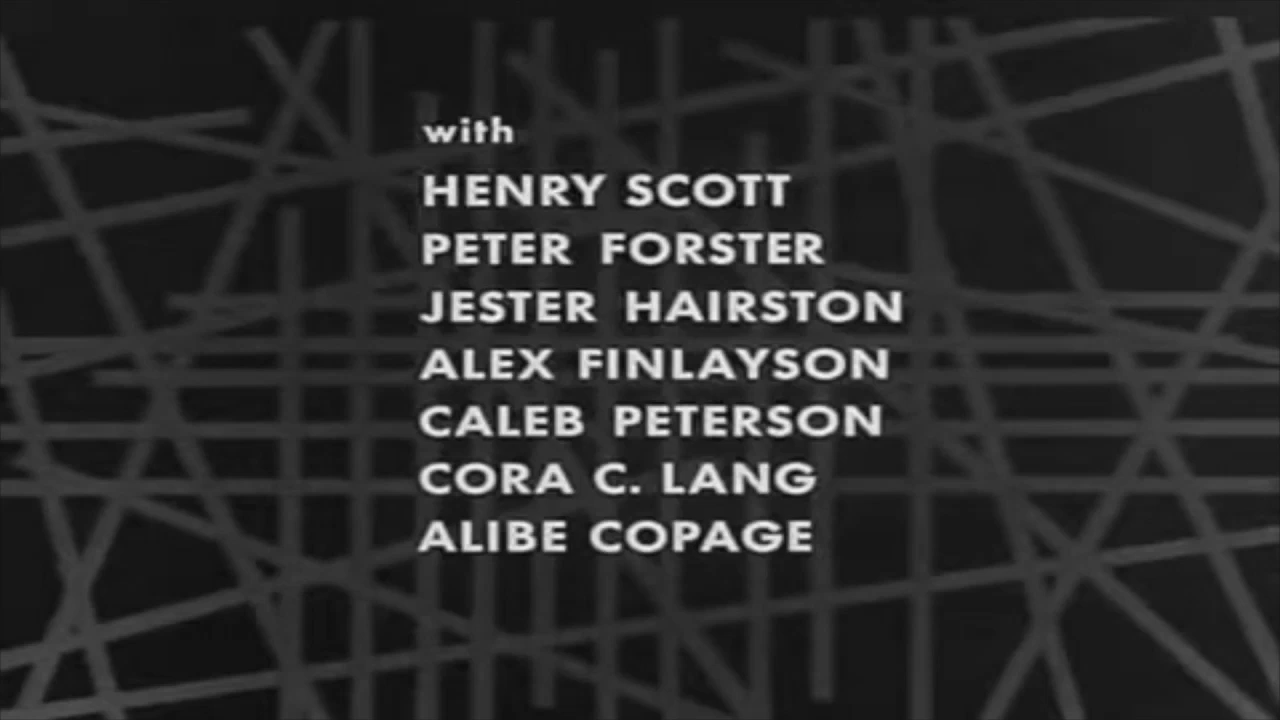 with
HENRY SCOTT
PETER FORSTER
JESTER HAIRSTON
ALEX FINLAYSON
CALEB PETERSON
CORA C. LANG
ALIBE COPAGE